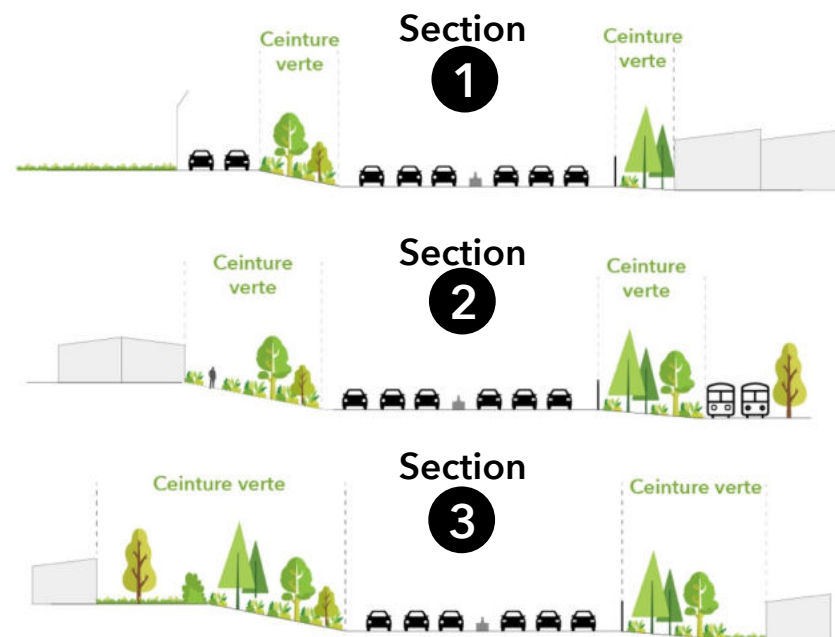 Section
1
Ceinture
verte
Ceinture
verte
Section
2
Ceinture
verte
Ceinture
verte
Section
3
Ceinture verte
Ceinture verte